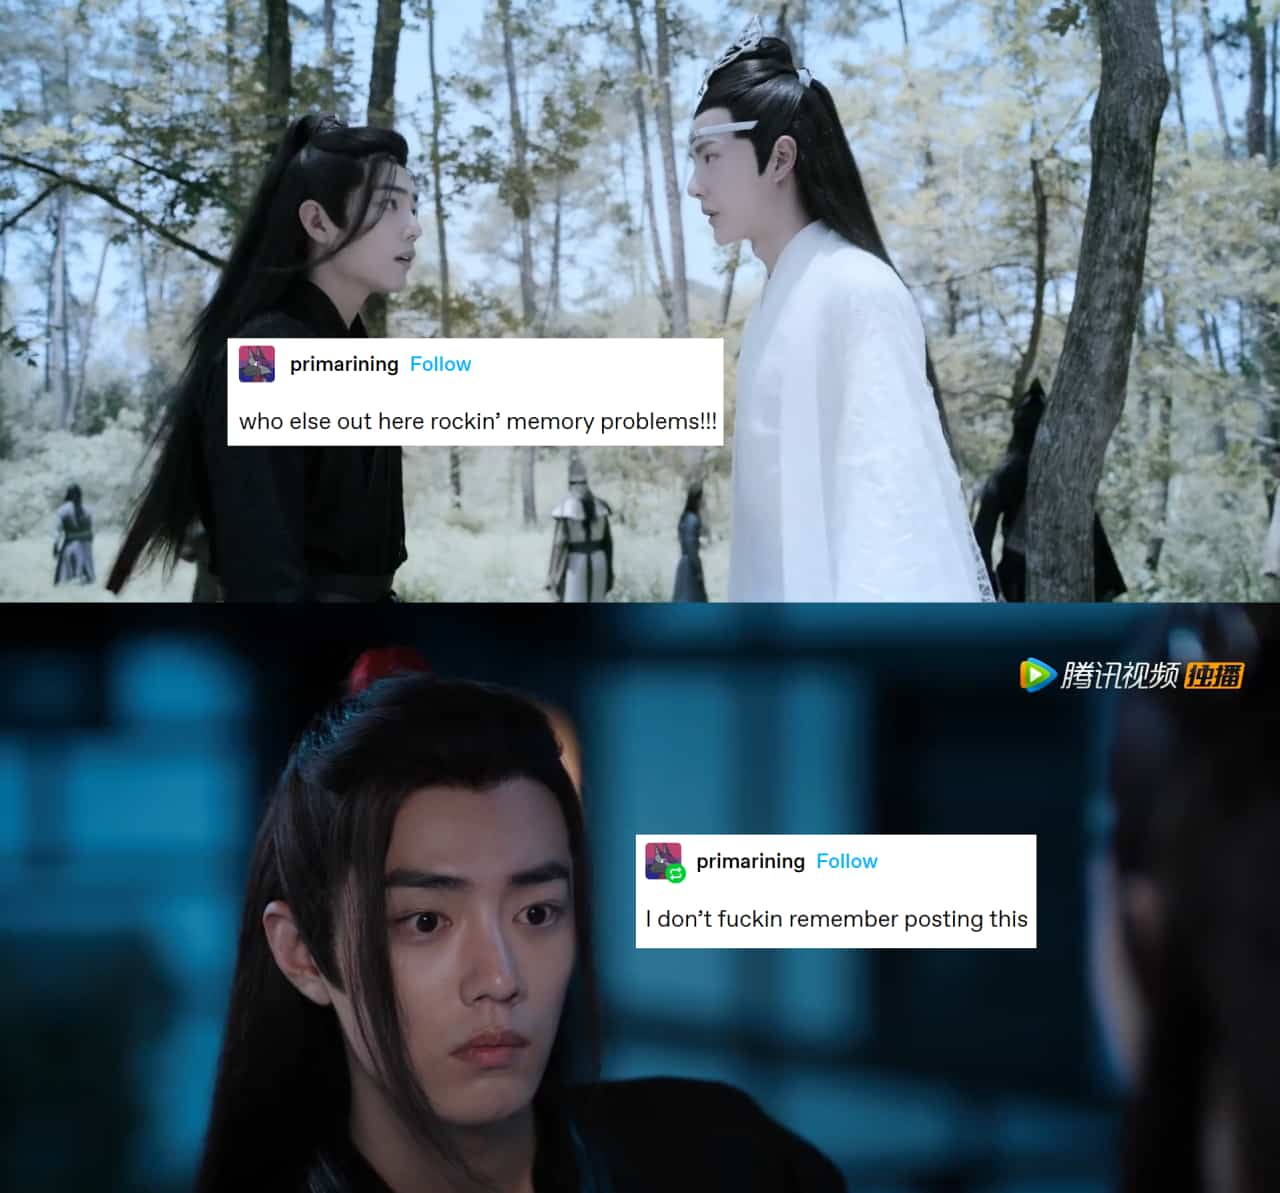 primarining Follow
who else out here rockin’ memory problems!!!
腾讯视频 独播
primarining Follow
I don’t fuckin remember posting this